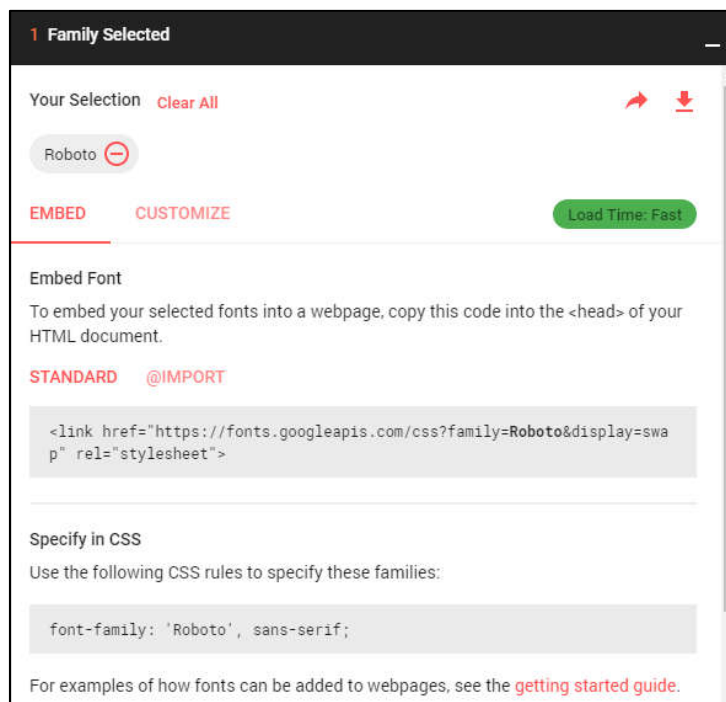 1 Family Selected
Your Selection Clear All
Roboto
EMBED CUSTOMIZE Load Time: Fast
Embed Font
To embed your selected fonts into a webpage, copy this code into the <head> of your
HTML document.
STANDARD @IMPORT
<link href="https://fonts.googleapis.com/css?family=Roboto&display=swa
p" rel="stylesheet">
Specify in CSS
Use the following CSS rules to specify these families:
font-family: 'Roboto', sans-serif;
For examples of how fonts can be added to webpages, see the getting started guide.